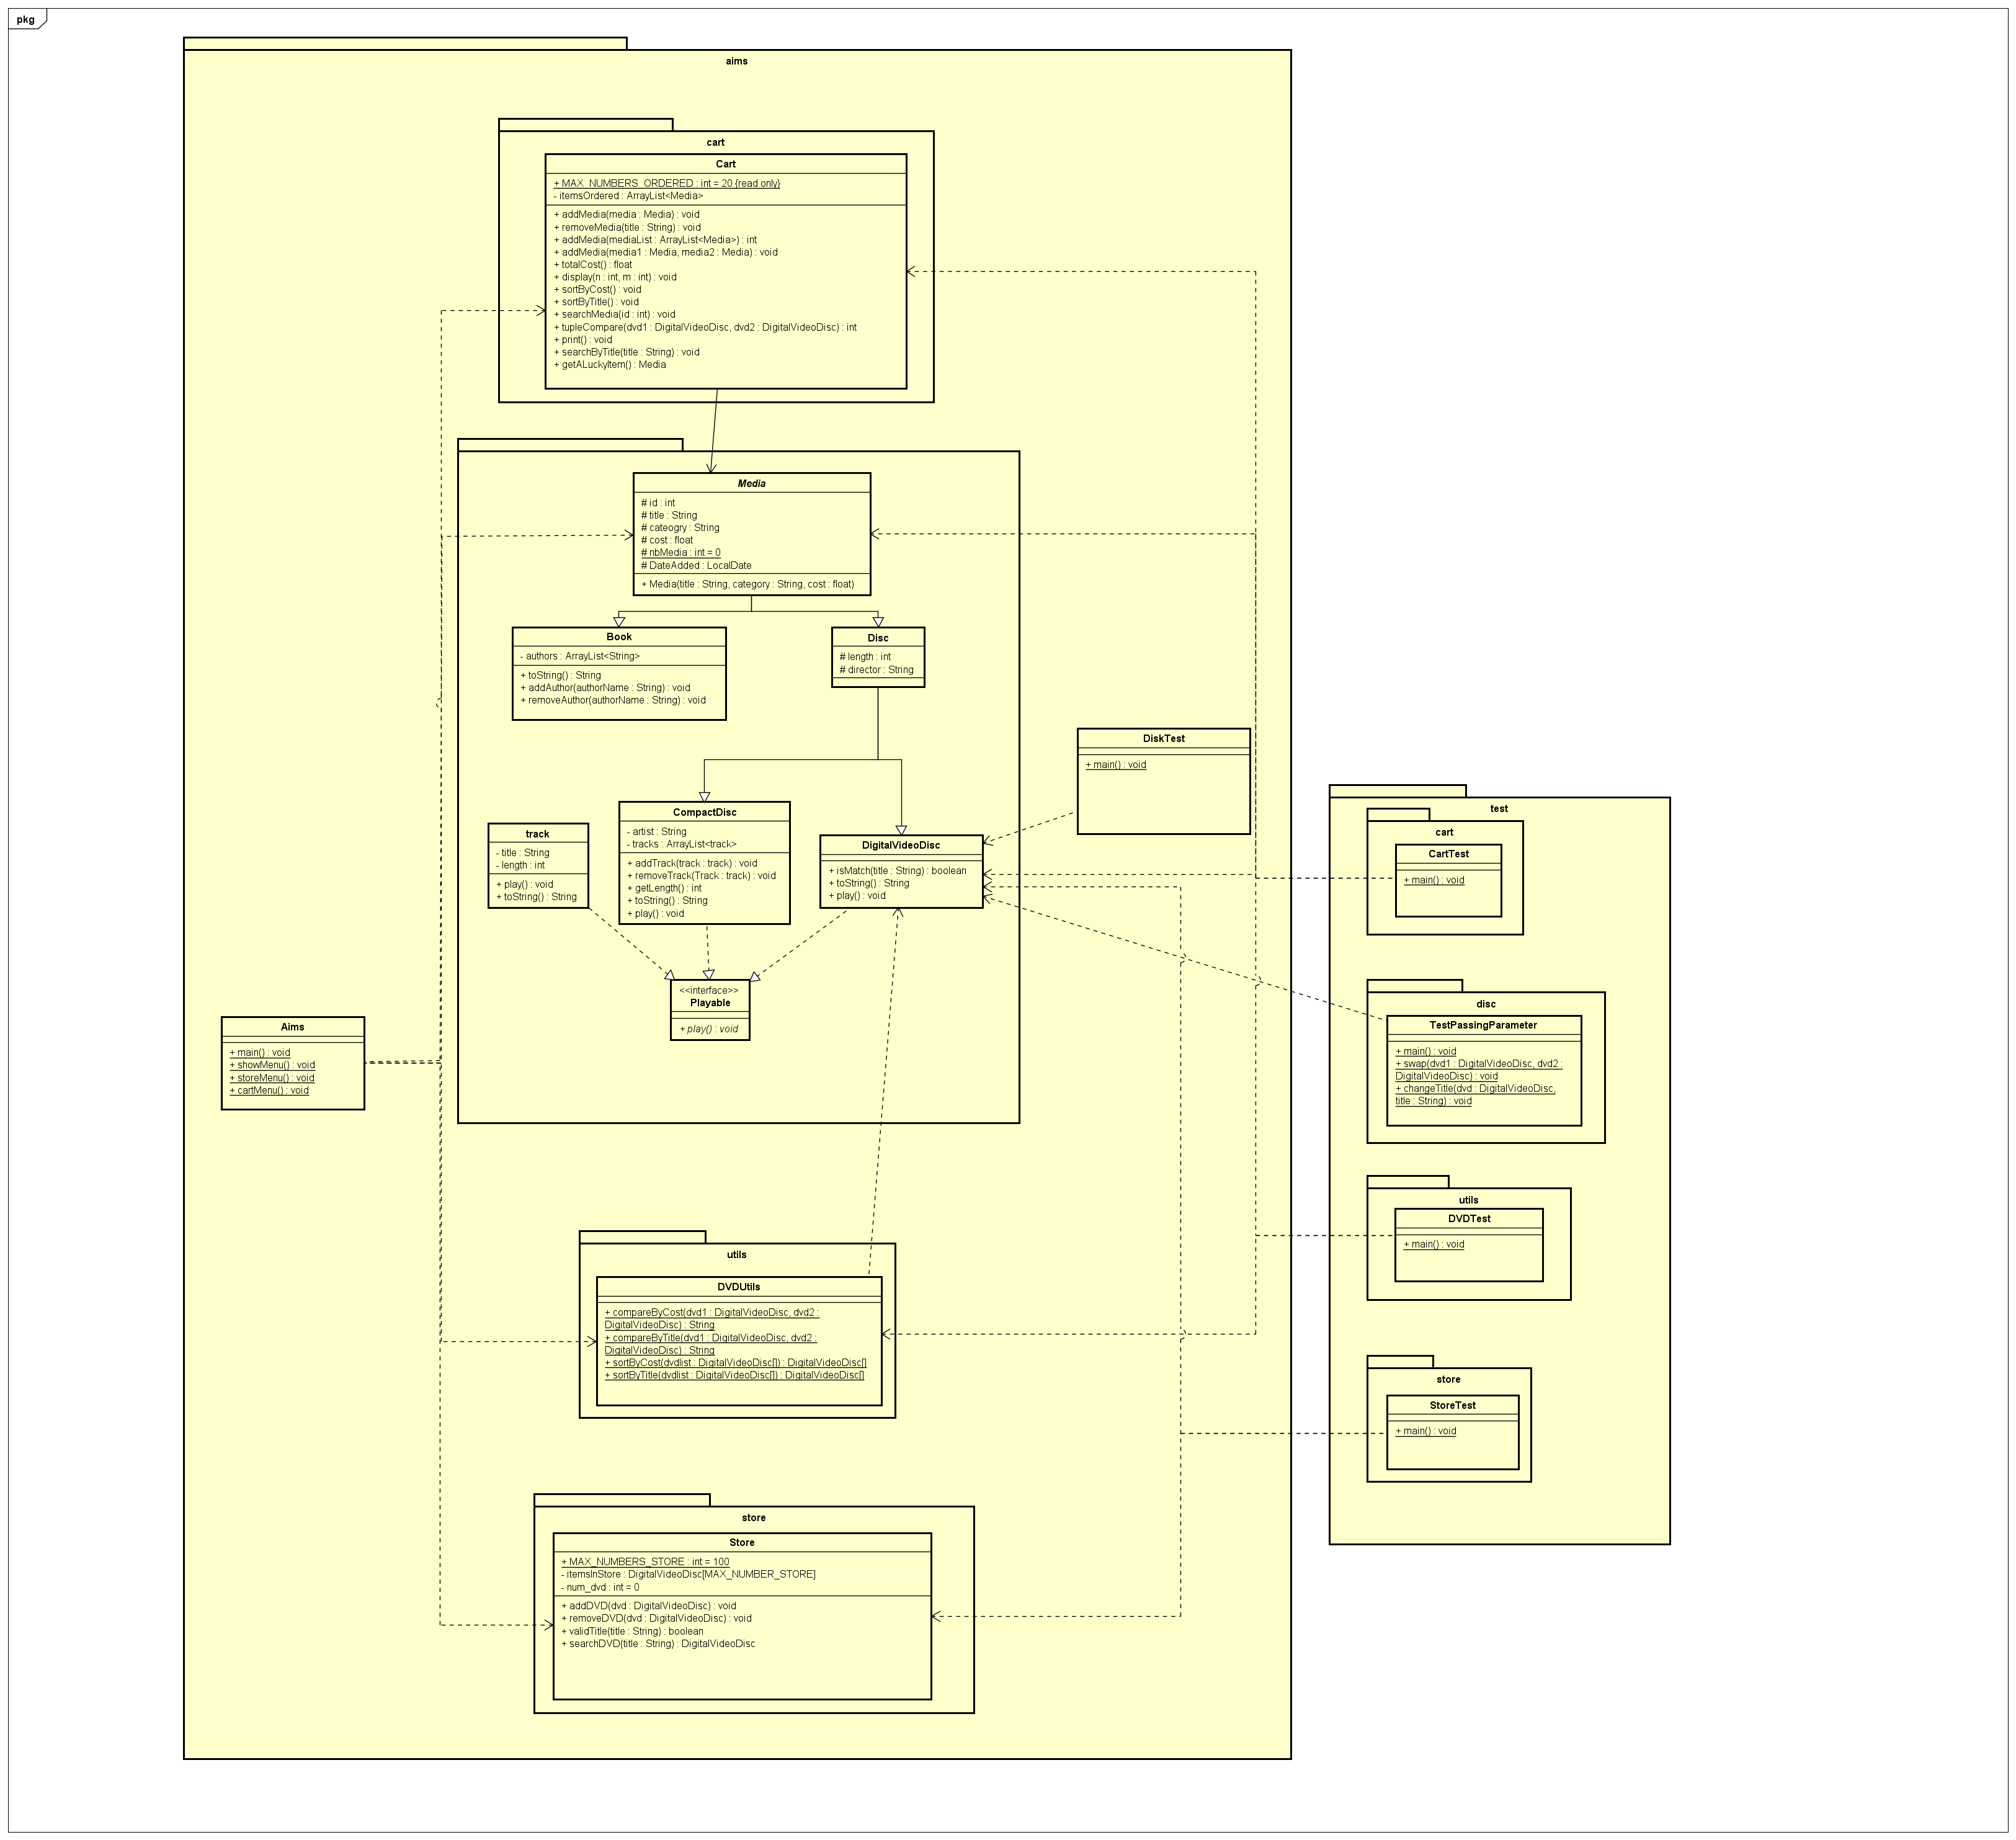 pkg
aims
cart
Cart
+ MAX_NUMBERS_ORDERED : int = 20 {read only}
- itemsOrdered : ArrayList<Media>
+ addMedia(media : Media) : void
+ removeMedia(title : String) : void
+ addMedia(mediaList : ArrayList<Media>) : int
+ addMedia(media1 : Media, media2 : Media) : void
+ totalCost() : float
+ display(n : int, m : int) : void
+ sortByCost() : void
+ sortByTitle() : void
+ searchMedia(id : int) : void
+ tupleCompare(dvd1 : DigitalVideoDisc, dvd2 : DigitalVideoDisc) : int
+ print() : void
+ searchByTitle(title : String) : void
+ getALuckyItem() : Media
Media
# id : int
# title : String
# cateogry : String
# cost : float
# nbMedia : int = 0
# DateAdded : LocalDate
+ Media(title : String, category : String, cost : float)
Book
- authors : ArrayList<String>
+ toString() : String
+ addAuthor(authorName : String) : void
+ removeAuthor(authorName : String) : void
Disc
# length : int
# director : String
DiskTest
+ main() : void
track
- title : String
- length : int
+ play() : void
+ toString() : String
CompactDisc
- artist : String
- tracks : ArrayList<track>
+ addTrack(track : track) : void
+ removeTrack(Track : track) : void
+ getLength() : int
+ toString() : String
+ play() : void
DigitalVideoDisc
+ isMatch(title : String) : boolean
+ toString() : String
+ play() : void
<<interface>>
Playable
+ play() : void
Aims
+ main() : void
+ showMenu() : void
+ storeMenu() : void
+ cartMenu() : void
utils
DVDUtils
+ compareByCost(dvd1 : DigitalVideoDisc, dvd2 :
DigitalVideoDisc) : String
+ compareByTitle(dvd1 : DigitalVideoDisc, dvd2 :
DigitalVideoDisc) : String
+ sortByCost(dvdlist : DigitalVideoDisc[]) : DigitalVideoDisc[]
+ sortByTitle(dvdlist : DigitalVideoDisc[]) : DigitalVideoDisc[]
store
Store
+ MAX_NUMBERS_STORE : int = 100
- itemsInStore : DigitalVideoDisc[MAX_NUMBER_STORE]
- num_dvd : int = 0
+ addDVD(dvd : DigitalVideoDisc) : void
+ removeDVD(dvd : DigitalVideoDisc) : void
+ validTitle(title : String) : boolean
+ searchDVD(title : String) : DigitalVideoDisc
test
cart
CartTest
+ main() : void
disc
TestPassingParameter
+ main() : void
+ swap(dvd1 : DigitalVideoDisc, dvd2 :
DigitalVideoDisc) : void
+ changeTitle(dvd : DigitalVideoDisc,
title : String) : void
utils
DVDTest
+ main() : void
store
StoreTest
+ main() : void